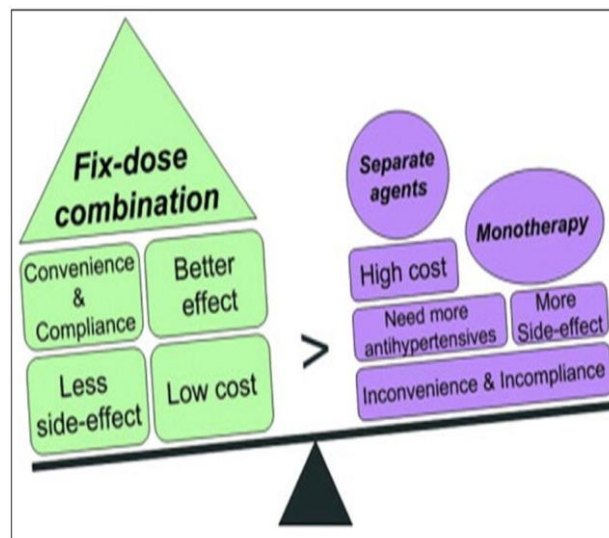 Fix-dose
combination
Convenience
&
Compliance
Better
effect
Less
side-effect
Low cost
>
Separate
agents
Monotherapy
High cost
Need more
antihypertensives
More
Side-effect
Inconvenience & Incompliance